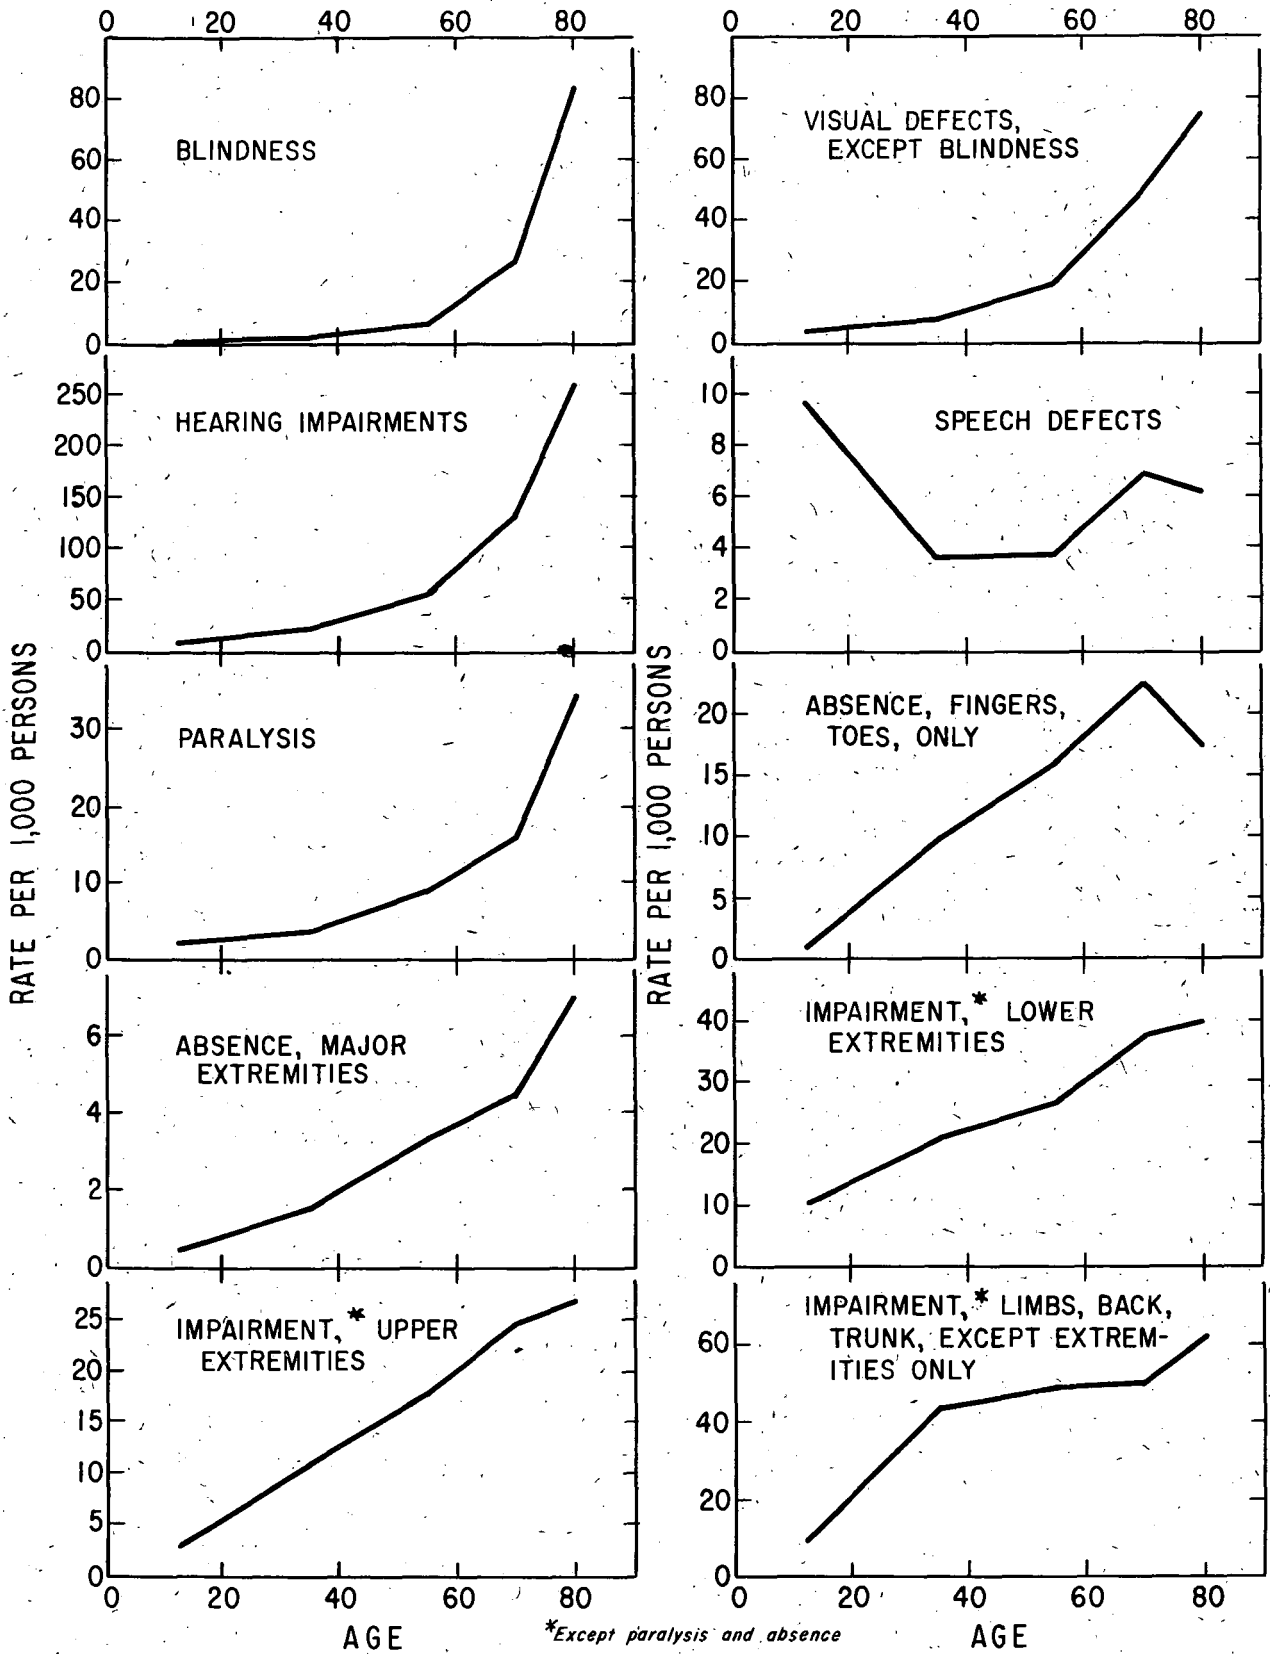 0 20 40 60 80
0 20 40 60 80
80
60
40
20
0
BLINDNESS
80
60
40
20
0
VISUAL DEFECTS,
EXCEPT BLINDNESS
250
200
150
100
50
0
HEARING IMPAIRMENTS
10
8
6
4
2
0
SPEECH DEFECTS
RATE PER 1,000 PERSONS
30
20
10
0
PARALYSIS
RATE PER 1,000 PERSONS
20
15
10
5
0
ABSENCE, FINGERS,
TOES, ONLY
6
4
2
0
ABSENCE, MAJOR
EXTREMITIES
40
30
20
10
0
IMPAIRMENT,* LOWER
EXTREMITIES
25
20
15
10
5
0
IMPAIRMENT,* UPPER
EXTREMITIES
60
40
20
0
IMPAIRMENT,* LIMBS, BACK,
TRUNK, EXCEPT EXTREM-
ITIES ONLY
0 20 40 60 80
0 20 40 60 80
AGE
*Except paralysis and absence
AGE